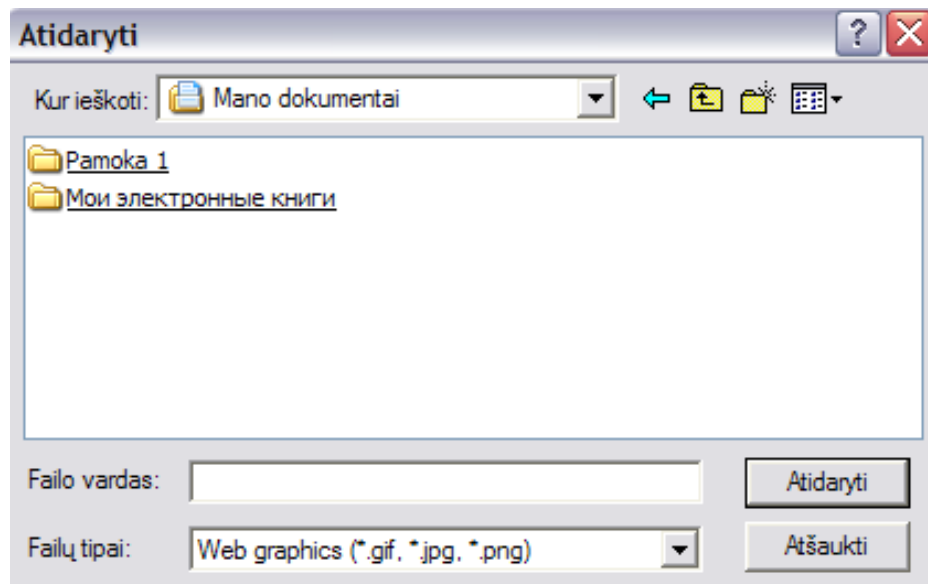 Atidaryti
Kur ieškoti: Mano dokumentai
Pamoka 1
Мои электронные книги
Failo vardas: Atidaryti
Failų tipai: Web graphics (*.gif, *.jpg, *.png) Atšaukti